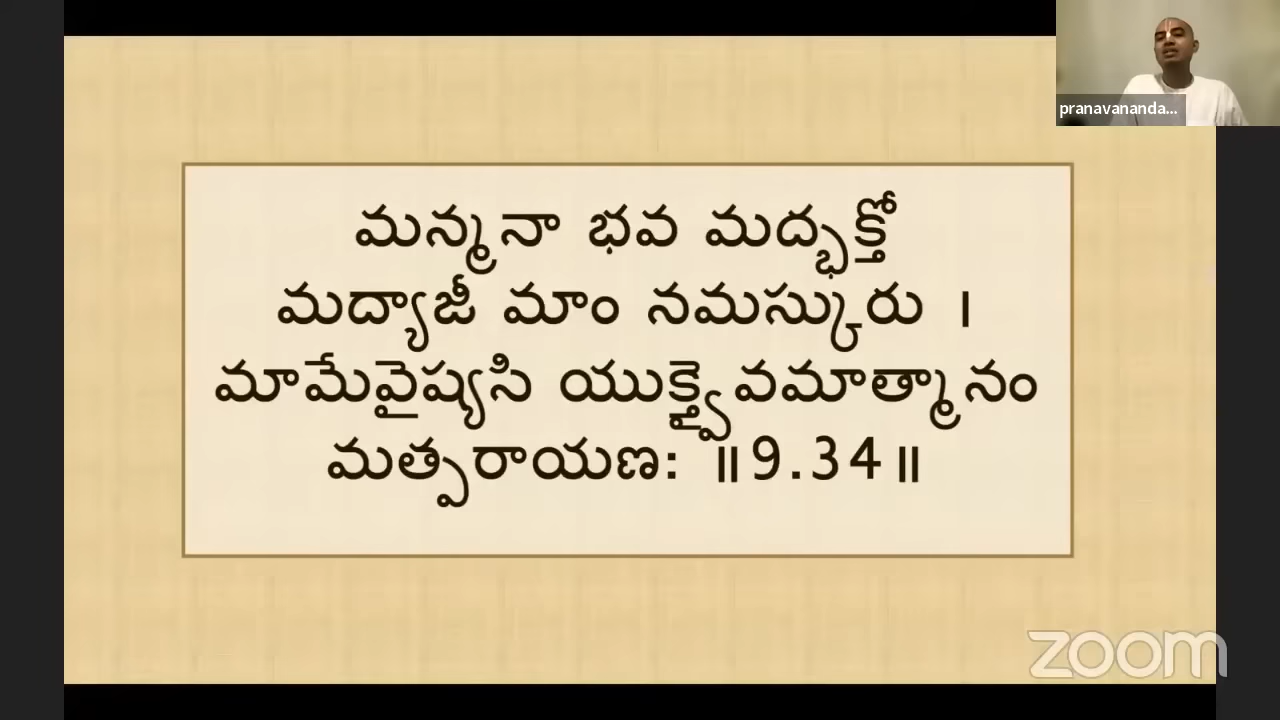 pranavananda...
మన్మనా భవ మద్భక్తో
మద్యాజీ మాం నమస్కురు ।
మామేవైష్యసి యుక్త్వైవమాత్మానం
మత్పరాయణః ॥9.34॥
zoom